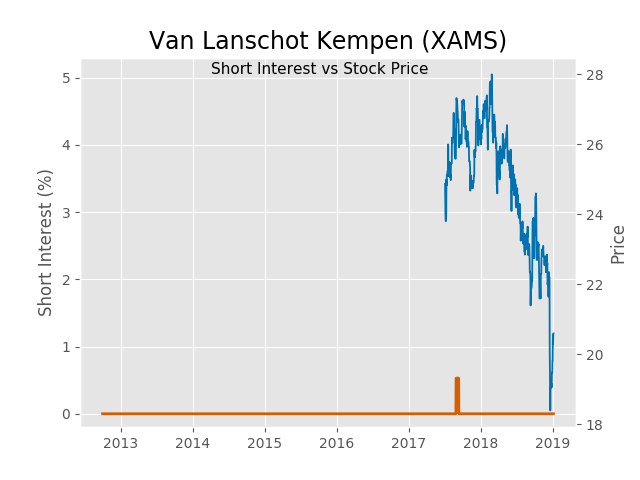 Van Lanschot Kempen (XAMS)
Short Interest vs Stock Price
Short Interest (%)
5
4
3
2
1
0
28
26
24
22
20
18
Price
2013 2014 2015 2016 2017 2018 2019